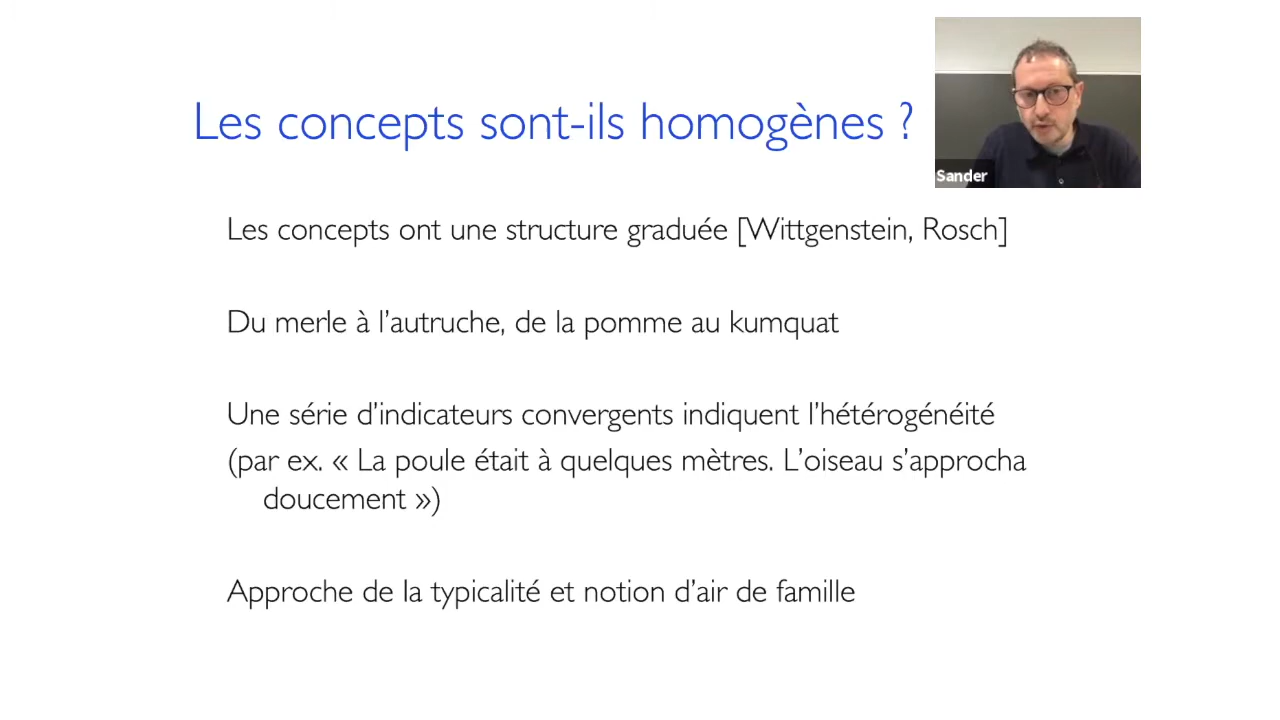 Les concepts sont-ils homogènes ?
Sander
Les concepts ont une structure graduée [Wittgenstein, Rosch]
Du merle à l'autruche, de la pomme au kumquat
Une série d'indicateurs convergents indiquent l'hétérogénéité
(par ex. « La poule était à quelques mètres. L'oiseau s'approcha
doucement »)
Approche de la typicalité et notion d'air de famille